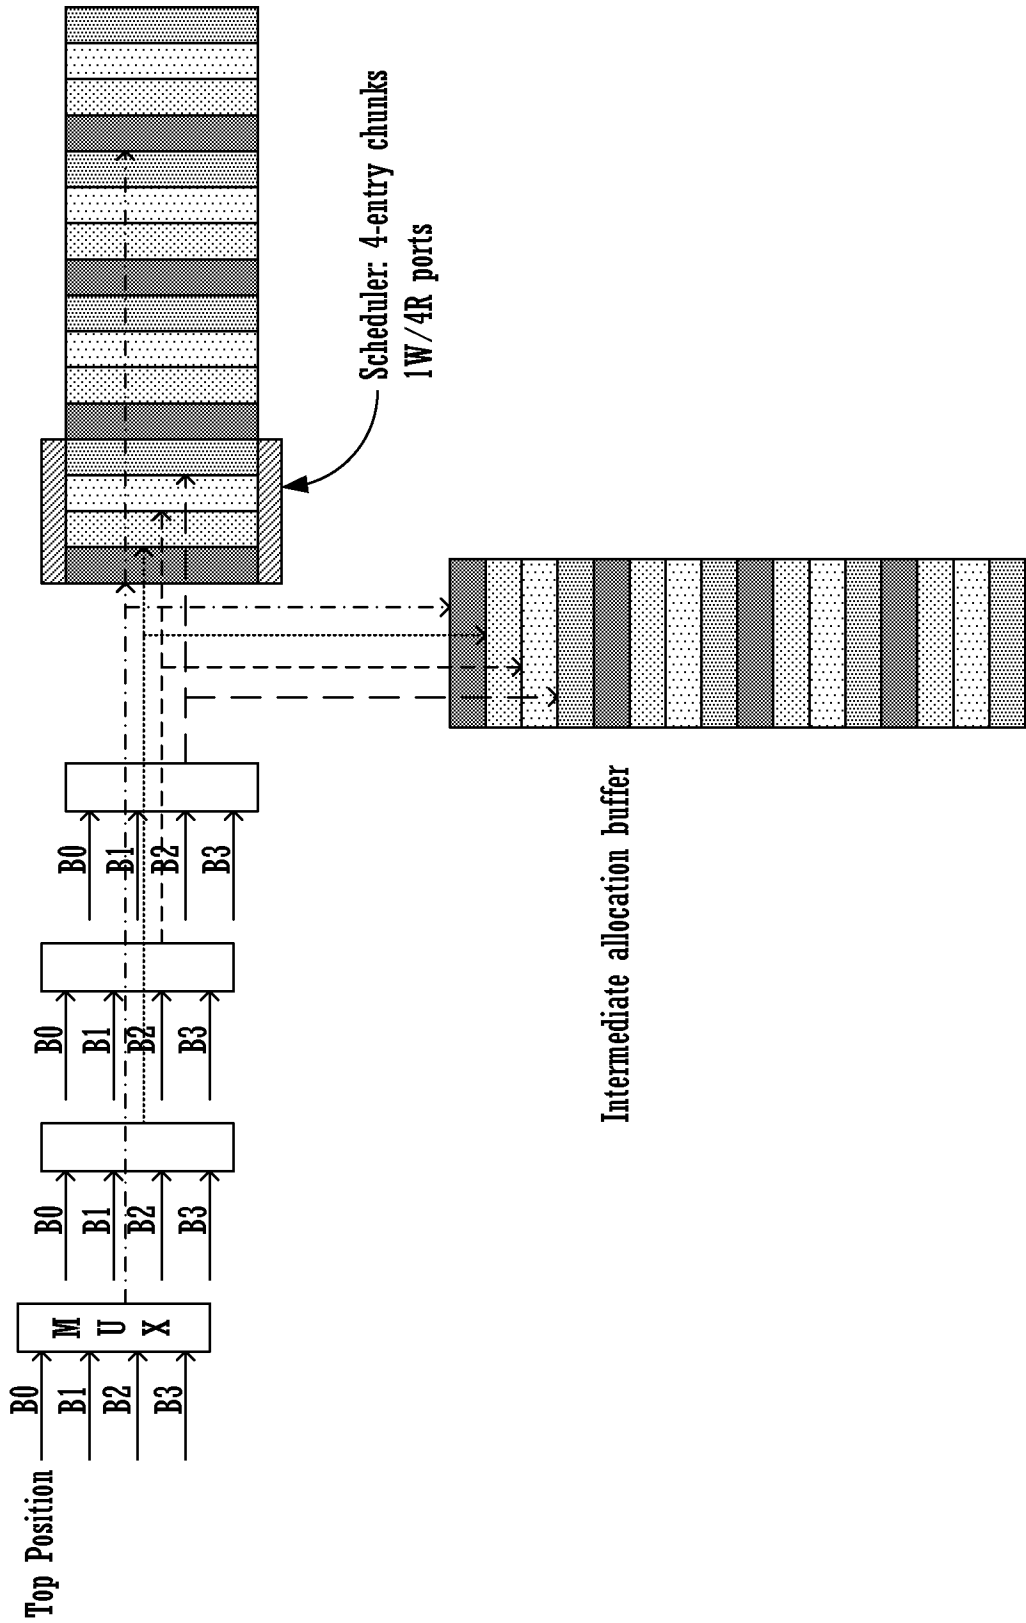 Top Position
B0
B1
B2
B3
MUX
B0
B1
B2
B3
B0
B1
B2
B3
B0
B1
B2
B3
Scheduler: 4-entry chunks
1W/4R ports
Intermediate allocation buffer